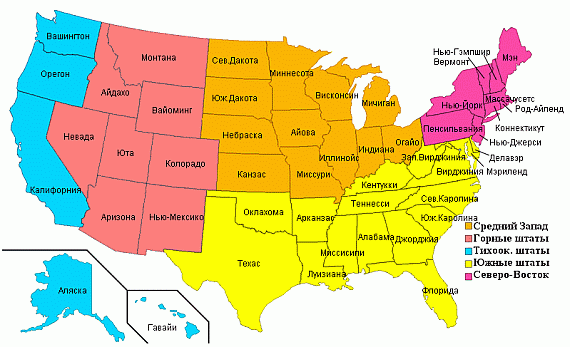 Вашингтон
Орегон
Калифорния
Невада
Айдахо
Монтана
Вайоминг
Юта
Колорадо
Аризона
Нью-Мексико
Сев.Дакота
Юж.Дакота
Небраска
Канзас
Миннесота
Айова
Миссури
Висконсин
Иллинойс
Мичиган
Индиана
Огайо
Оклахома
Техас
Арканзас
Луизиана
Кентукки
Теннесси
Миссисипи
Алабама
Джорджия
Флорида
Зап.Вирджиния
Вирджиния
Мэриленд
Делавэр
Сев.Каролина
Юж.Каролина
Нью-Гэмпшир
Вермонт
Мэн
Нью-Йорк
Массачусетс
Род-Айленд
Коннектикут
Пенсильвания
Нью-Джерси
Аляска
Гавайи
Средний Запад
Горные штаты
Тихоок. штаты
Южные штаты
Северо-Восток